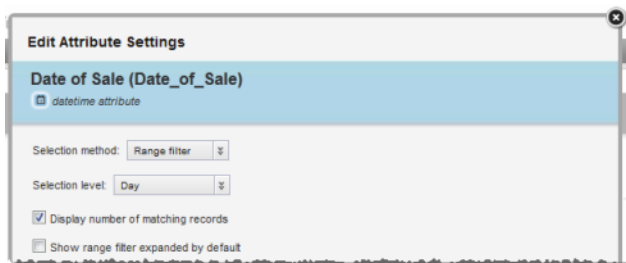 Edit Attribute Settings
Date of Sale (Date_of_Sale)
datetime attribute
Selection method: Range filter
Selection level: Day
Display number of matching records
Show range filter expanded by default